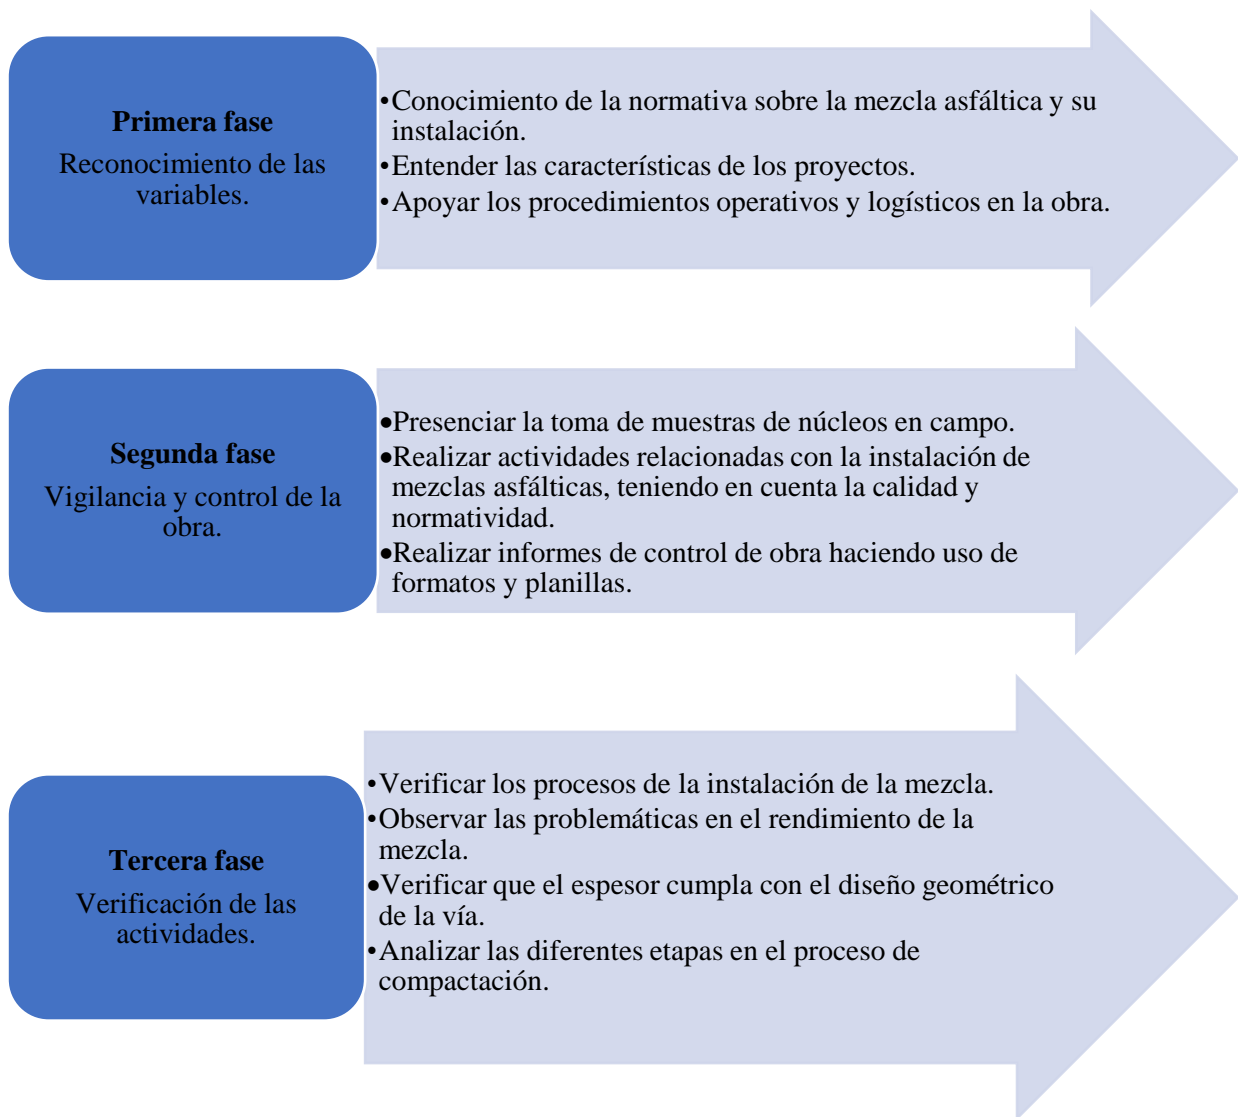 Primera fase
Reconocimiento de las
variables.
•Conocimiento de la normativa sobre la mezcla asfáltica y su
instalación.
•Entender las características de los proyectos.
•Apoyar los procedimientos operativos y logísticos en la obra.
Segunda fase
Vigilancia y control de la
obra.
•Presenciar la toma de muestras de núcleos en campo.
•Realizar actividades relacionadas con la instalación de
mezclas asfálticas, teniendo en cuenta la calidad y
normatividad.
•Realizar informes de control de obra haciendo uso de
formatos y planillas.
Tercera fase
Verificación de las
actividades.
•Verificar los procesos de la instalación de la mezcla.
•Observar las problemáticas en el rendimiento de la
mezcla.
•Verificar que el espesor cumpla con el diseño geométrico
de la vía.
•Analizar las diferentes etapas en el proceso de
compactación.